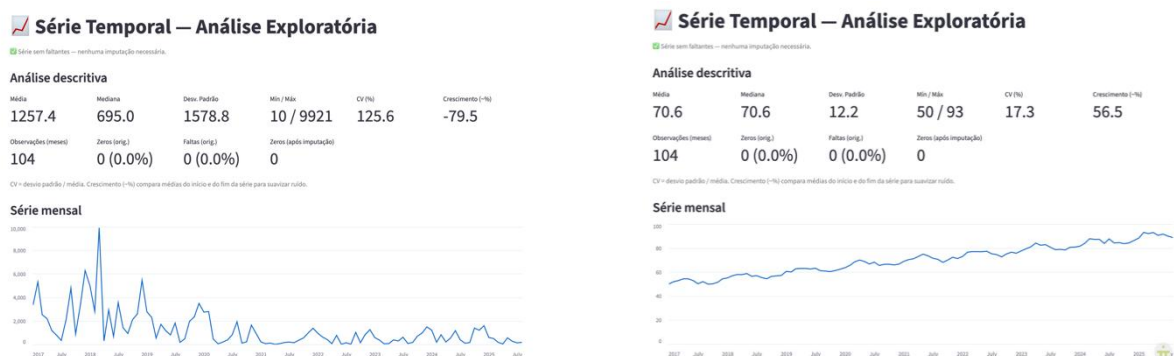 📈 Série Temporal — Análise Exploratória
✅ Série sem faltantes — nenhuma imputação necessária.
Análise descritiva
Média Mediana Desv. Padrão Mín / Máx CV (%) Crescimento (~%)
1257.4 695.0 1578.8 10 / 9921 125.6 -79.5
Observações (meses) Zeros (orig.) Faltas (orig.) Zeros (após imputação)
104 0 (0.0%) 0 (0.0%) 0
CV = desvio padrão / média. Crescimento (~%) compara médias do início e do fim da série para suavizar ruído.
Série mensal
10,000
8,000
6,000
4,000
2,000
0
2017 July 2018 July 2019 July 2020 July 2021 July 2022 July 2023 July 2024 July 2025 July
📈 Série Temporal — Análise Exploratória
✅ Série sem faltantes — nenhuma imputação necessária.
Análise descritiva
Média Mediana Desv. Padrão Mín / Máx CV (%) Crescimento (~%)
70.6 70.6 12.2 50 / 93 17.3 56.5
Observações (meses) Zeros (orig.) Faltas (orig.) Zeros (após imputação)
104 0 (0.0%) 0 (0.0%) 0
CV = desvio padrão / média. Crescimento (~%) compara médias do início e do fim da série para suavizar ruído.
Série mensal
100
80
60
40
20
0
2017 July 2018 July 2019 July 2020 July 2021 July 2022 July 2023 July 2024 July 2025